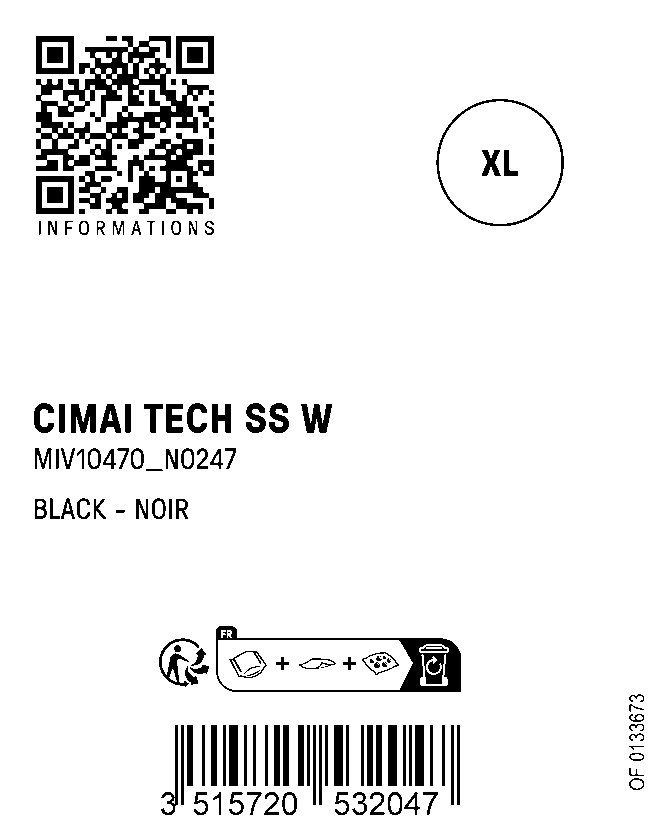 INFORMATIONS
XL
CIMAI TECH SS W
MIV10470_N0247
BLACK - NOIR
FR
3 515720 532047
OF 0133673